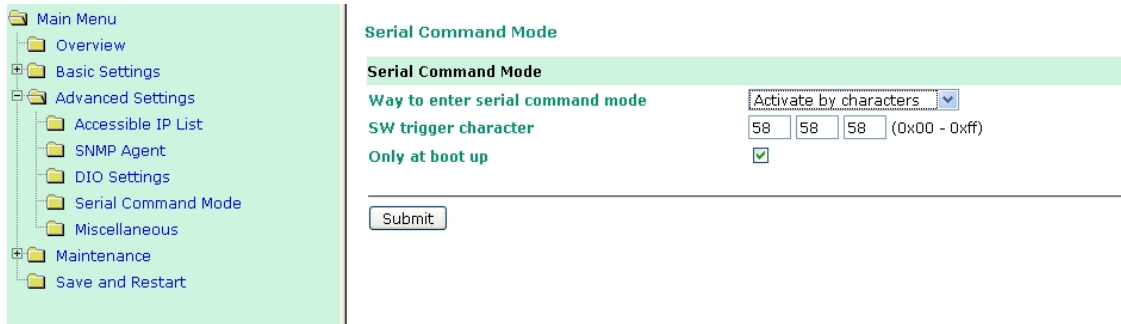 Main Menu
Overview
Basic Settings
Advanced Settings
Accessible IP List
SNMP Agent
DIO Settings
Serial Command Mode
Miscellaneous
Maintenance
Save and Restart
Serial Command Mode
Serial Command Mode
Way to enter serial command mode Activate by characters
SW trigger character 58 58 58 (0x00 - 0xff)
Only at boot up
Submit